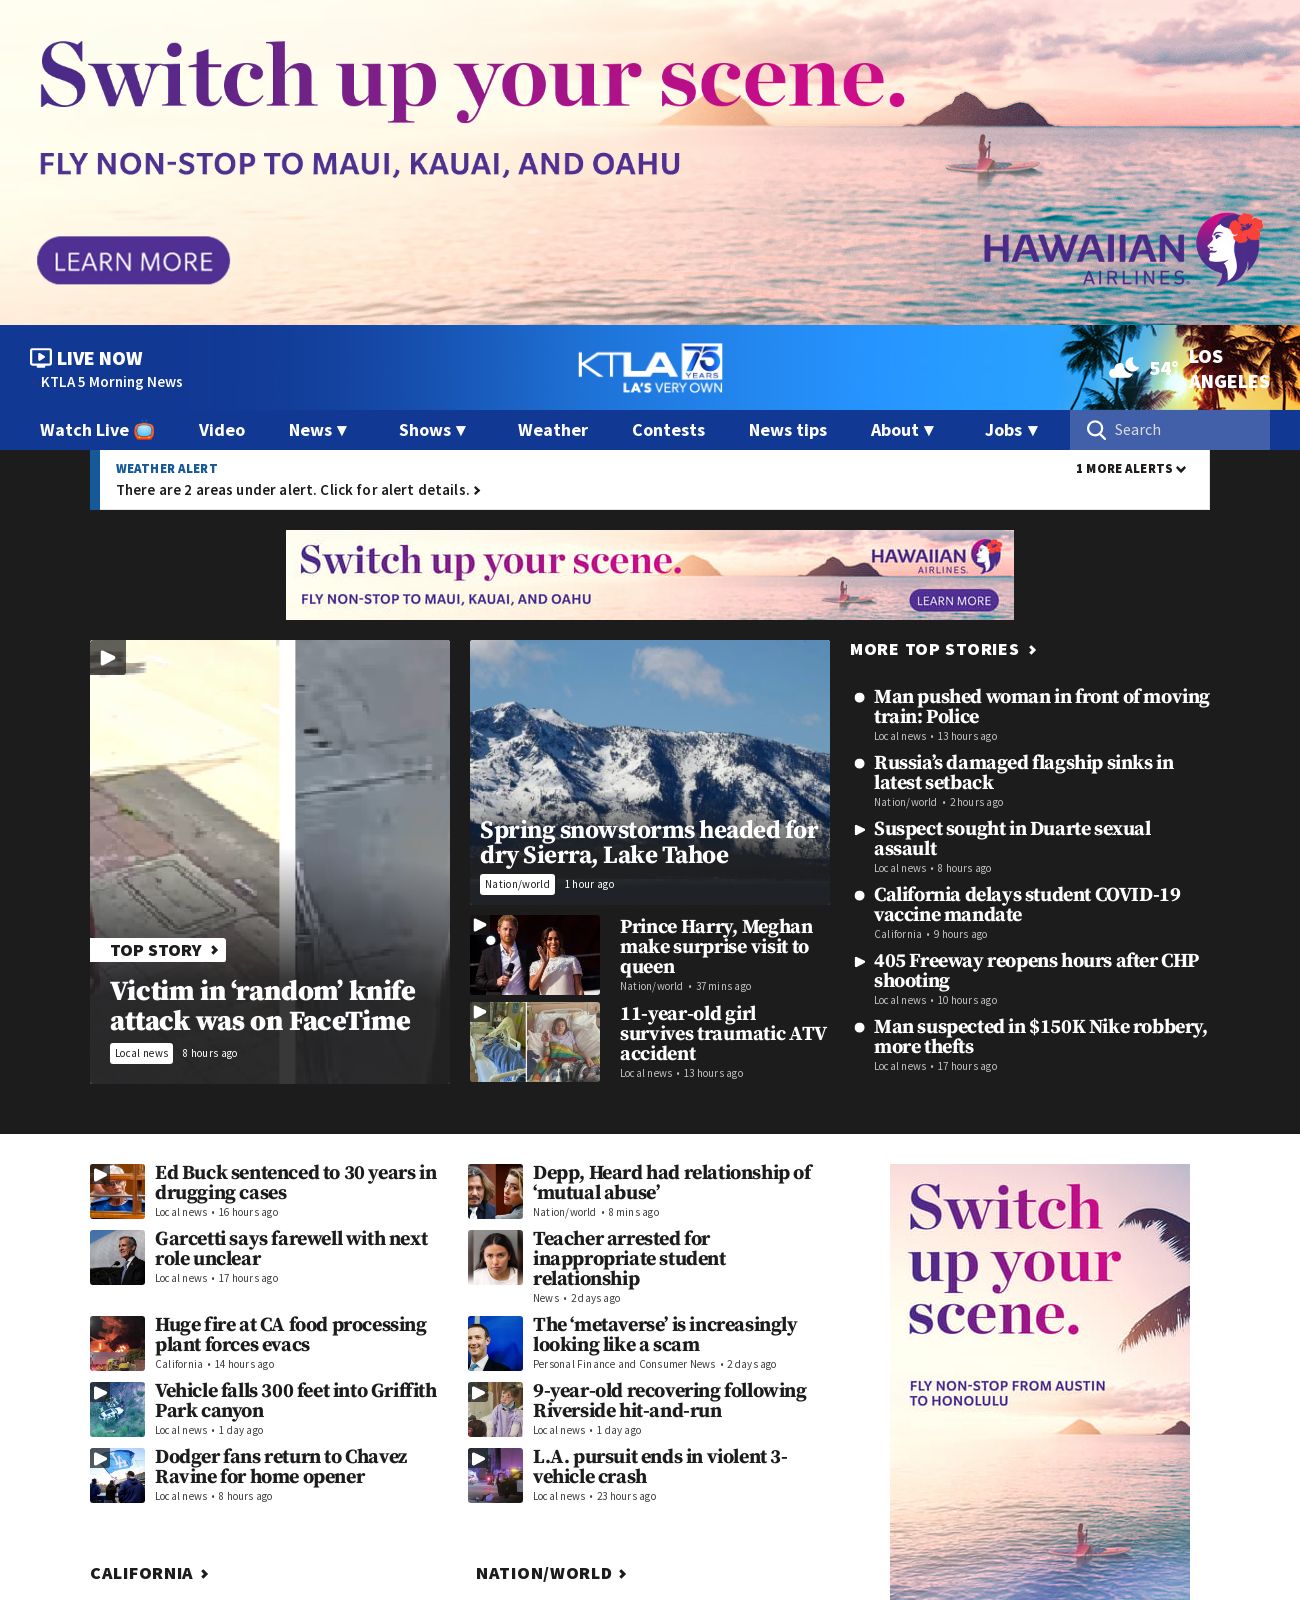 Switch up your scene.
FLY NON-STOP TO MAUI, KAUAI, AND OAHU
LEARN MORE
HAWAIIAN
AIRLINES.
LIVE NOW
KTLA 5 Morning News
KTLA 75
YEARS
LA'S VERY OWN
54°
LOS
ANGELES
Watch Live
Video
News ▼
Shows ▼
Weather
Contests
News tips
About ▼
Jobs ▼
Search
WEATHER ALERT
1 MORE ALERTS
There are 2 areas under alert. Click for alert details.
Switch up your scene.
FLY NON-STOP TO MAUI, KAUAI, AND OAHU
HAWAIIAN
AIRLINES.
LEARN MORE
TOP STORY
Victim in ‘random’ knife
attack was on FaceTime
Local news
8 hours ago
Spring snowstorms headed for
dry Sierra, Lake Tahoe
Nation/world
1 hour ago
Prince Harry, Meghan
make surprise visit to
queen
Nation/world • 37 mins ago
11-year-old girl
survives traumatic ATV
accident
Local news • 13 hours ago
MORE TOP STORIES
Man pushed woman in front of moving
train: Police
Local news • 13 hours ago
Russia’s damaged flagship sinks in
latest setback
Nation/world • 2 hours ago
Suspect sought in Duarte sexual
assault
Local news • 8 hours ago
California delays student COVID-19
vaccine mandate
California • 9 hours ago
405 Freeway reopens hours after CHP
shooting
Local news • 10 hours ago
Man suspected in $150K Nike robbery,
more thefts
Local news • 17 hours ago
Ed Buck sentenced to 30 years in
drugging cases
Local news • 16 hours ago
Garcetti says farewell with next
role unclear
Local news • 17 hours ago
Huge fire at CA food processing
plant forces evacs
California • 14 hours ago
Vehicle falls 300 feet into Griffith
Park canyon
Local news • 1 day ago
Dodger fans return to Chavez
Ravine for home opener
Local news • 8 hours ago
Depp, Heard had relationship of
‘mutual abuse’
Nation/world • 8 mins ago
Teacher arrested for
inappropriate student
relationship
News • 2 days ago
The ‘metaverse’ is increasingly
looking like a scam
Personal Finance and Consumer News • 2 days ago
9-year-old recovering following
Riverside hit-and-run
Local news • 1 day ago
L.A. pursuit ends in violent 3-
vehicle crash
Local news • 23 hours ago
Switch
up your
scene.
FLY NON-STOP FROM AUSTIN
TO HONOLULU
CALIFORNIA
NATION/WORLD